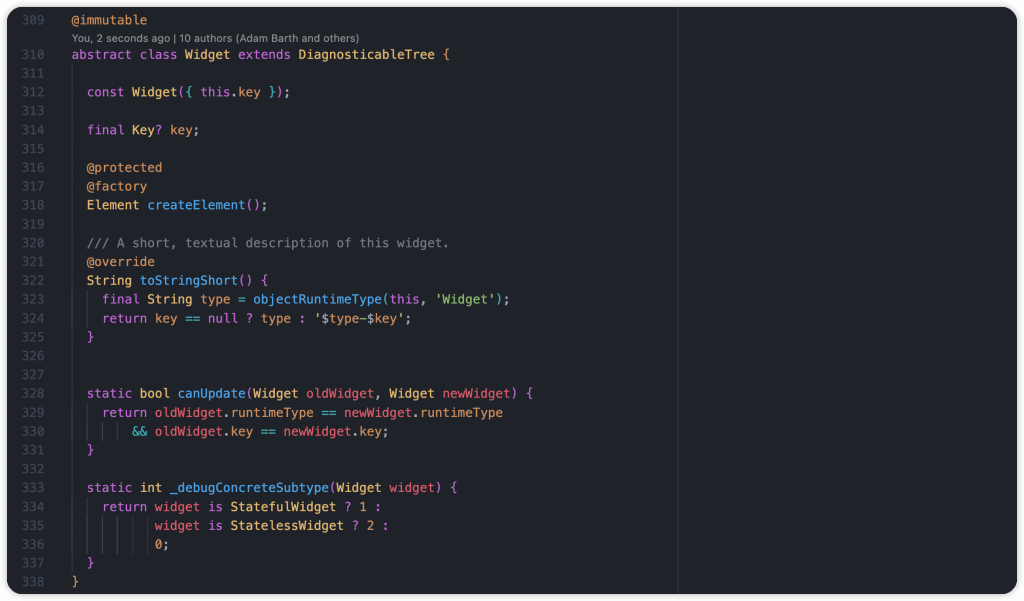 309 @immutable
You, 2 seconds ago | 10 authors (Adam Barth and others)
310 abstract class Widget extends DiagnosticableTree {
311
312 const Widget({ this.key });
313
314 final Key? key;
315
316 @protected
317 @factory
318 Element createElement();
319
320 /// A short, textual description of this widget.
321 @override
322 String toStringShort() {
323 final String type = objectRuntimeType(this, 'Widget');
324 return key == null ? type : '$type-$key';
325 }
326
327
328 static bool canUpdate(Widget oldWidget, Widget newWidget) {
329 return oldWidget.runtimeType == newWidget.runtimeType
330 && oldWidget.key == newWidget.key;
331 }
332
333 static int _debugConcreteSubtype(Widget widget) {
334 return widget is StatefulWidget ? 1 :
335 widget is StatelessWidget ? 2 :
336 0;
337 }
338 }